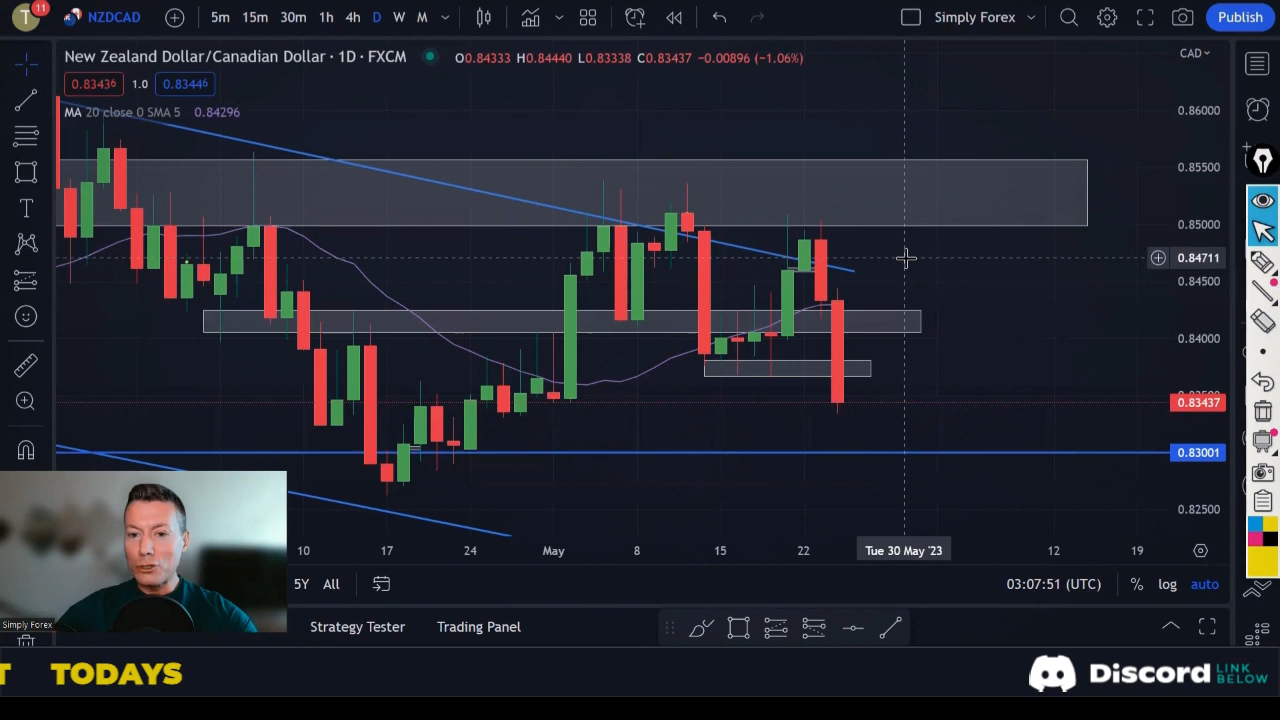 T 11 NZDCAD 5m 15m 30m 1h 4h D W M Simply Forex Publish
New Zealand Dollar/Canadian Dollar · 1D · FXCM O0.84333 H0.84440 L0.83338 C0.83437 −0.00896 (−1.06%) CAD
0.83436 1.0 0.83446
MA 20 close 0 SMA 5 0.84296
0.86000
0.85500
0.85000
0.84711
0.84500
0.84000
0.83437
0.83001
0.82500
10 17 24 May 8 15 22 Tue 30 May '23 12 19
5Y All 03:07:51 (UTC) % log auto
Simply Forex
Strategy Tester Trading Panel
T TODAYS Discord LINK BELOW